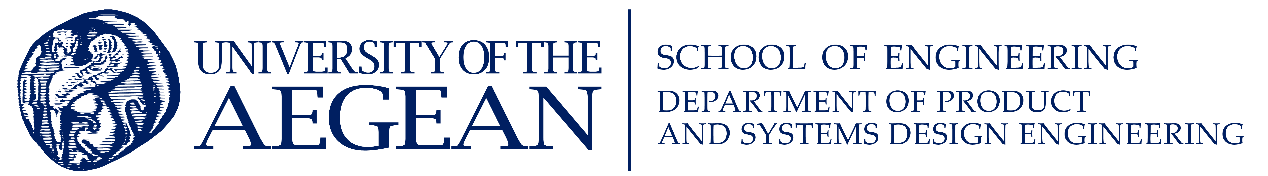 UNIVERSITY OF THE
AEGEAN
SCHOOL OF ENGINEERING
DEPARTMENT OF PRODUCT
AND SYSTEMS DESIGN ENGINEERING